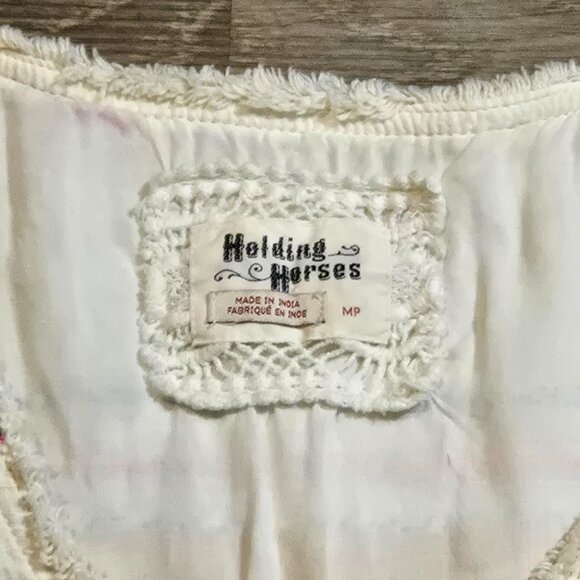 Holding
Horses
MADE IN INDIA
FABRIQUÉ EN INDE
MP